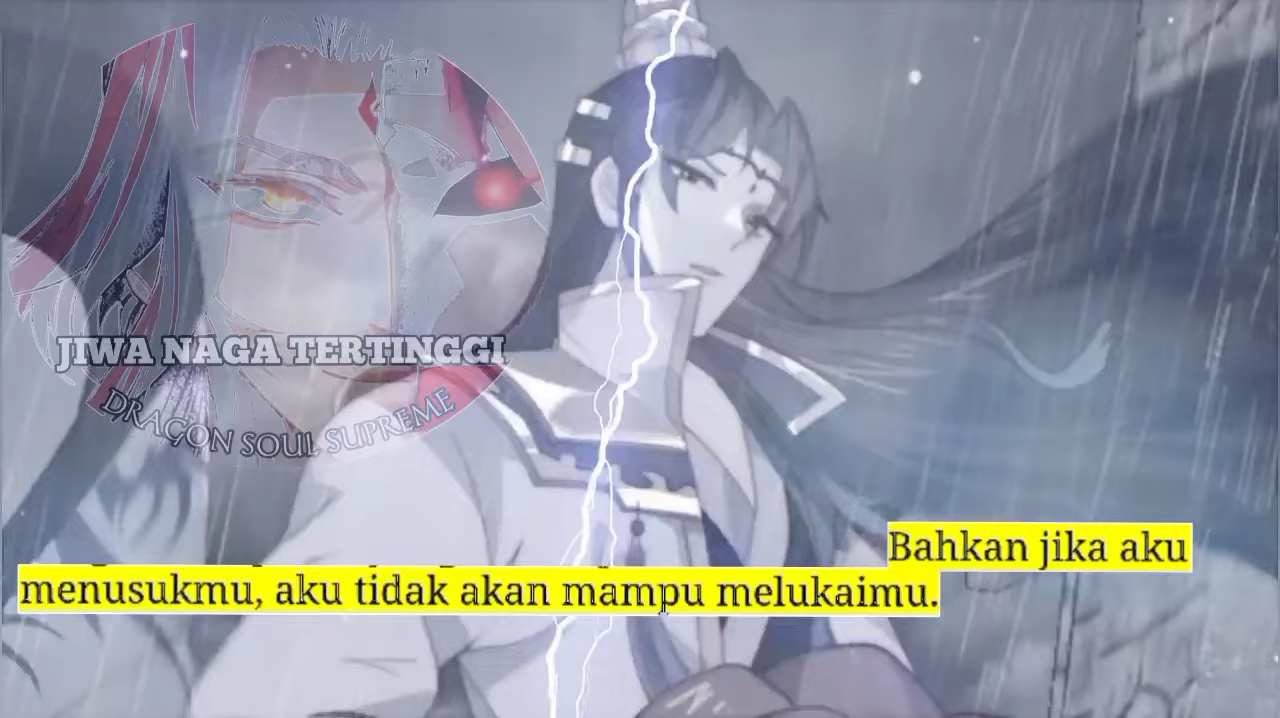 JIWA NAGA TERTINGGI
DRAGON SOUL SUPREME
Bahkan jika aku
menusukmu, aku tidak akan mampu melukaimu.